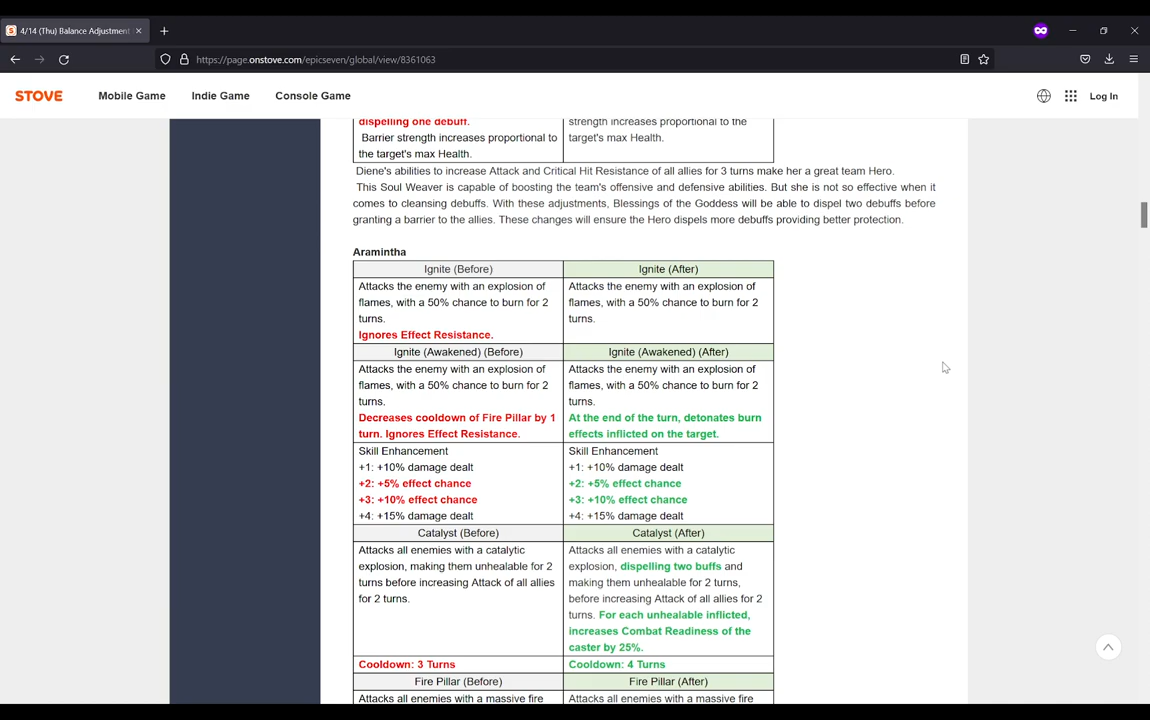 4/14 (Thu) Balance Adjustment
https://page.onstove.com/epicseven/global/view/8361063
STOVE
Mobile Game
Indie Game
Console Game
Log In
dispelling one debuff.
Barrier strength increases proportional to
the target's max Health.
strength increases proportional to the
target's max Health.
Diene's abilities to increase Attack and Critical Hit Resistance of all allies for 3 turns make her a great team Hero.
This Soul Weaver is capable of boosting the team's offensive and defensive abilities. But she is not so effective when it
comes to cleansing debuffs. With these adjustments, Blessings of the Goddess will be able to dispel two debuffs before
granting a barrier to the allies. These changes will ensure the Hero dispels more debuffs providing better protection.
Aramintha
Ignite (Before)
Ignite (After)
Attacks the enemy with an explosion of
flames, with a 50% chance to burn for 2
turns.
Ignores Effect Resistance.
Attacks the enemy with an explosion of
flames, with a 50% chance to burn for 2
turns.
Ignite (Awakened) (Before)
Ignite (Awakened) (After)
Attacks the enemy with an explosion of
flames, with a 50% chance to burn for 2
turns.
Decreases cooldown of Fire Pillar by 1
turn. Ignores Effect Resistance.
Attacks the enemy with an explosion of
flames, with a 50% chance to burn for 2
turns.
At the end of the turn, detonates burn
effects inflicted on the target.
Skill Enhancement
+1: +10% damage dealt
+2: +5% effect chance
+3: +10% effect chance
+4: +15% damage dealt
Skill Enhancement
+1: +10% damage dealt
+2: +5% effect chance
+3: +10% effect chance
+4: +15% damage dealt
Catalyst (Before)
Catalyst (After)
Attacks all enemies with a catalytic
explosion, making them unhealable for 2
turns before increasing Attack of all allies
for 2 turns.
Attacks all enemies with a catalytic
explosion, dispelling two buffs and
making them unhealable for 2 turns,
before increasing Attack of all allies for 2
turns. For each unhealable inflicted,
increases Combat Readiness of the
caster by 25%.
Cooldown: 3 Turns
Cooldown: 4 Turns
Fire Pillar (Before)
Fire Pillar (After)
Attacks all enemies with a massive fire
Attacks all enemies with a massive fire